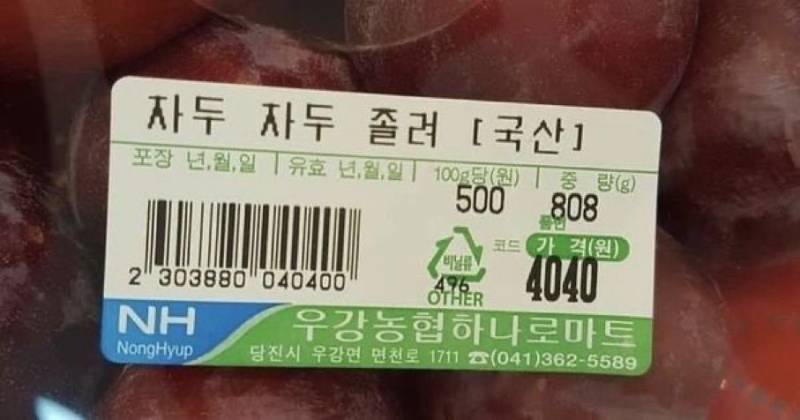 자두 자두 졸려 [국산]
포장 년,월,일 유효 년,월,일 100g당(원) 중 량(g)
500 808
품번
비닐류 코드 가 격(원)
496 4040
OTHER
2 303880 040400
NH 우강농협하나로마트
NongHyup 당진시 우강면 면천로 1711 ☎(041)362-5589